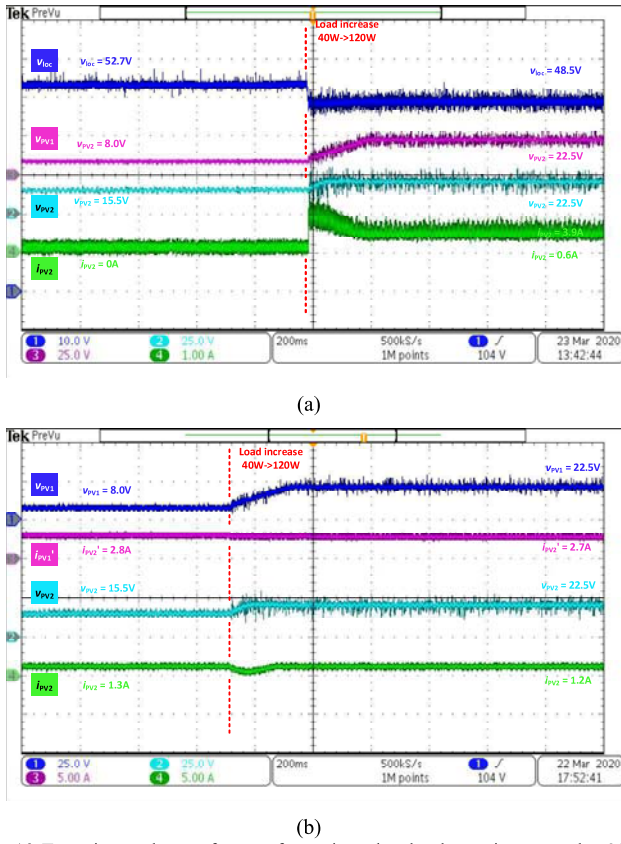 Tek PreVu
Load increase
40W->120W
vloc
vloc = 52.7V
vloc = 48.5V
vPV1
vPV2 = 8.0V
vPV2 = 22.5V
vPV2
vPV2 = 15.5V
vPV2 = 22.5V
= 3.9A
iPV2
iPV2 = 0A
iPV2 = 0.6A
1 10.0 V 2 25.0 V 200ms 500kS/s 1 23 Mar 2020
3 25.0 V 4 1.00 A 1M points 104 V 13:42:44
(a)
Tek PreVu
Load increase
40W->120W
vPV1
vPV1 = 8.0V
vPV1 = 22.5V
iPV1'
iPV2' = 2.8A
iPV2' = 2.7A
vPV2
vPV2 = 15.5V
vPV2 = 22.5V
iPV2
iPV2 = 1.3A
iPV2 = 1.2A
1 25.0 V 2 25.0 V 200ms 500kS/s 1 22 Mar 2020
3 5.00 A 4 5.00 A 1M points 104 V 17:52:41
(b)